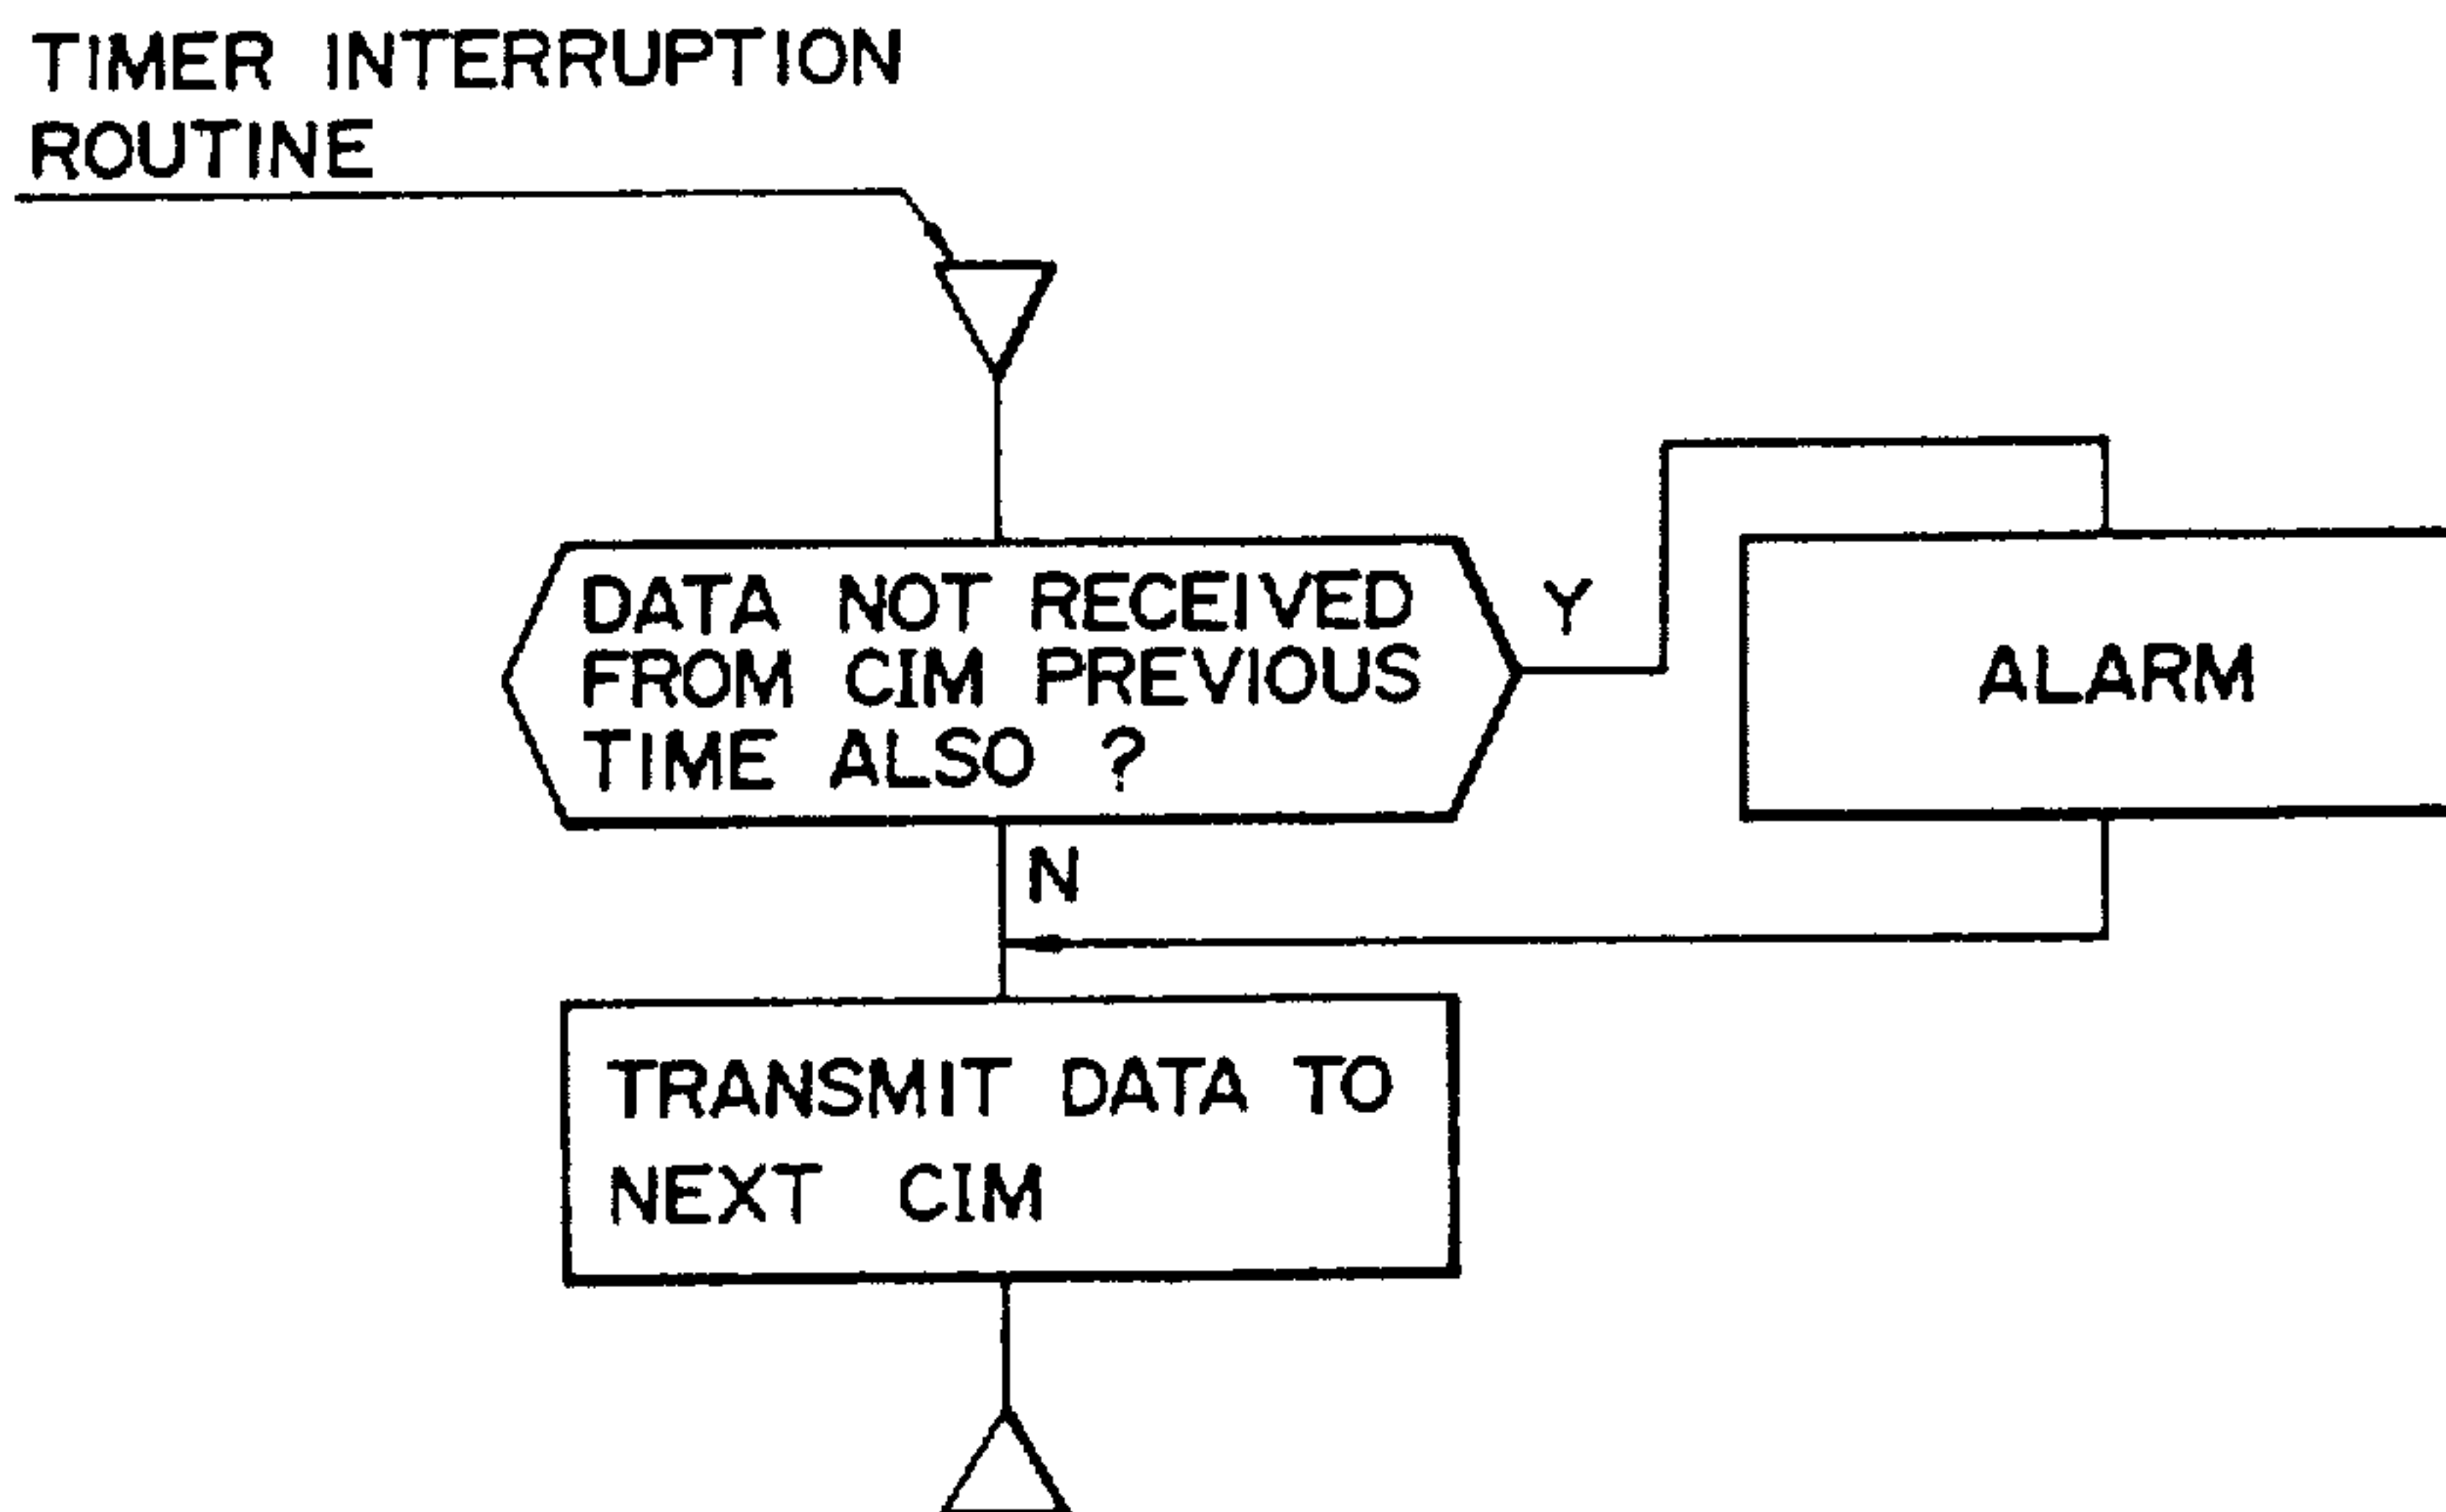 TIMER INTERRUPTION
ROUTINE
DATA NOT RECEIVED
FROM CIM PREVIOUS
TIME ALSO ?
Y
ALARM
N
TRANSMIT DATA TO
NEXT CIM